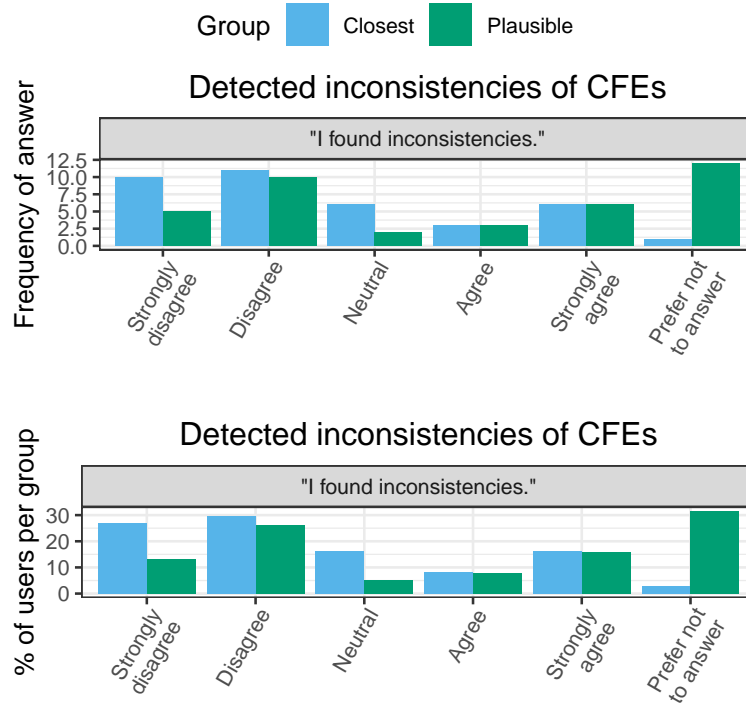 Group Closest Plausible
Detected inconsistencies of CFEs
"I found inconsistencies."
Frequency of answer
12.5
10.0
7.5
5.0
2.5
0.0
Strongly
disagree
Disagree
Neutral
Agree
Strongly
agree
Prefer not
to answer
Detected inconsistencies of CFEs
"I found inconsistencies."
% of users per group
30
20
10
0
Strongly
disagree
Disagree
Neutral
Agree
Strongly
agree
Prefer not
to answer